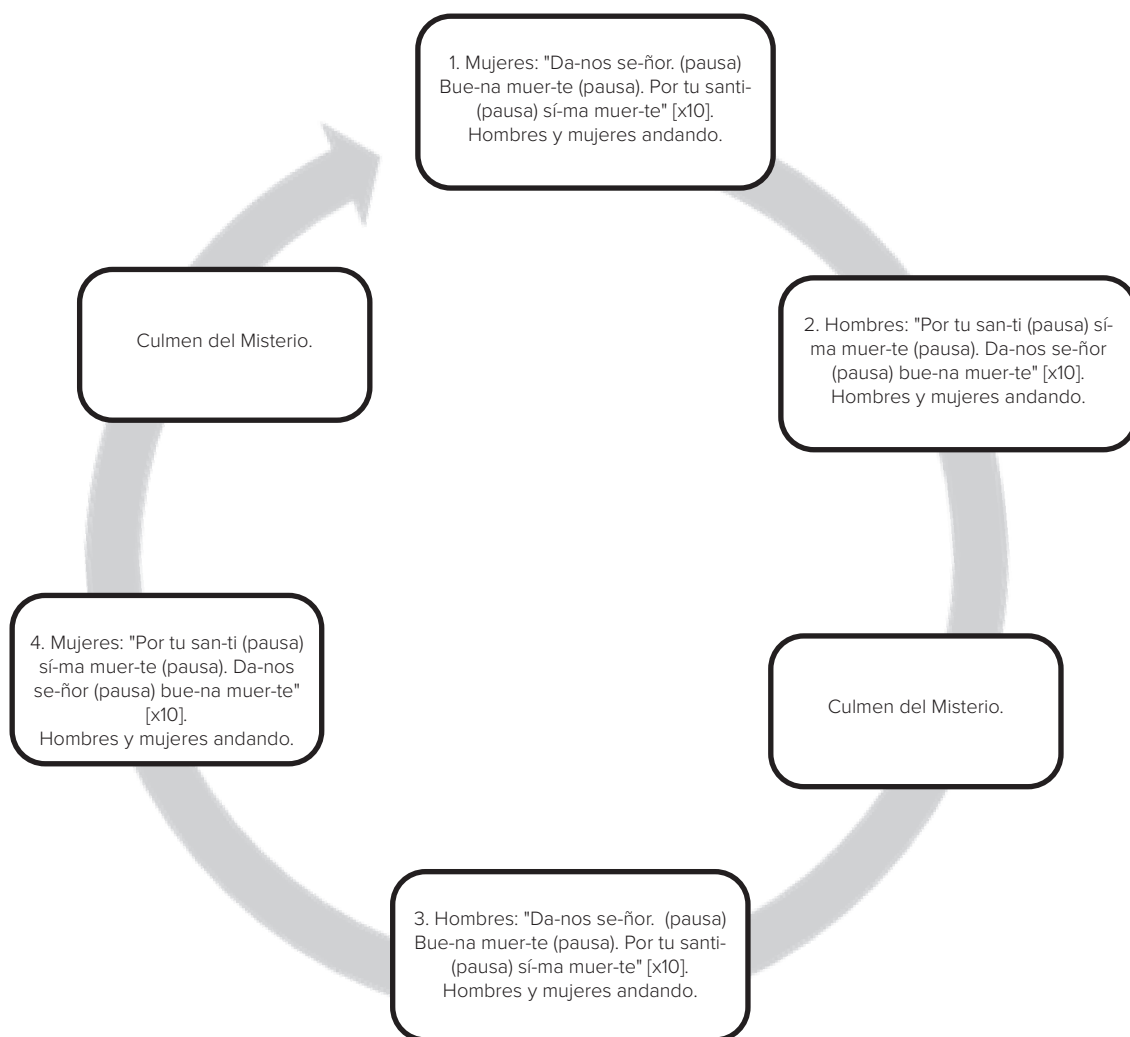 1. Mujeres: "Da-nos se-ñor. (pausa)
Bue-na muer-te (pausa). Por tu santi-
(pausa) sí-ma muer-te" [x10].
Hombres y mujeres andando.
2. Hombres: "Por tu san-ti (pausa) sí-
ma muer-te (pausa). Da-nos se-ñor
(pausa) bue-na muer-te" [x10].
Hombres y mujeres andando.
Culmen del Misterio.
3. Hombres: "Da-nos se-ñor.  (pausa)
Bue-na muer-te (pausa). Por tu santi-
(pausa) sí-ma muer-te" [x10].
Hombres y mujeres andando.
4. Mujeres: "Por tu san-ti (pausa)
sí-ma muer-te (pausa). Da-nos
se-ñor (pausa) bue-na muer-te"
[x10].
Hombres y mujeres andando.
Culmen del Misterio.